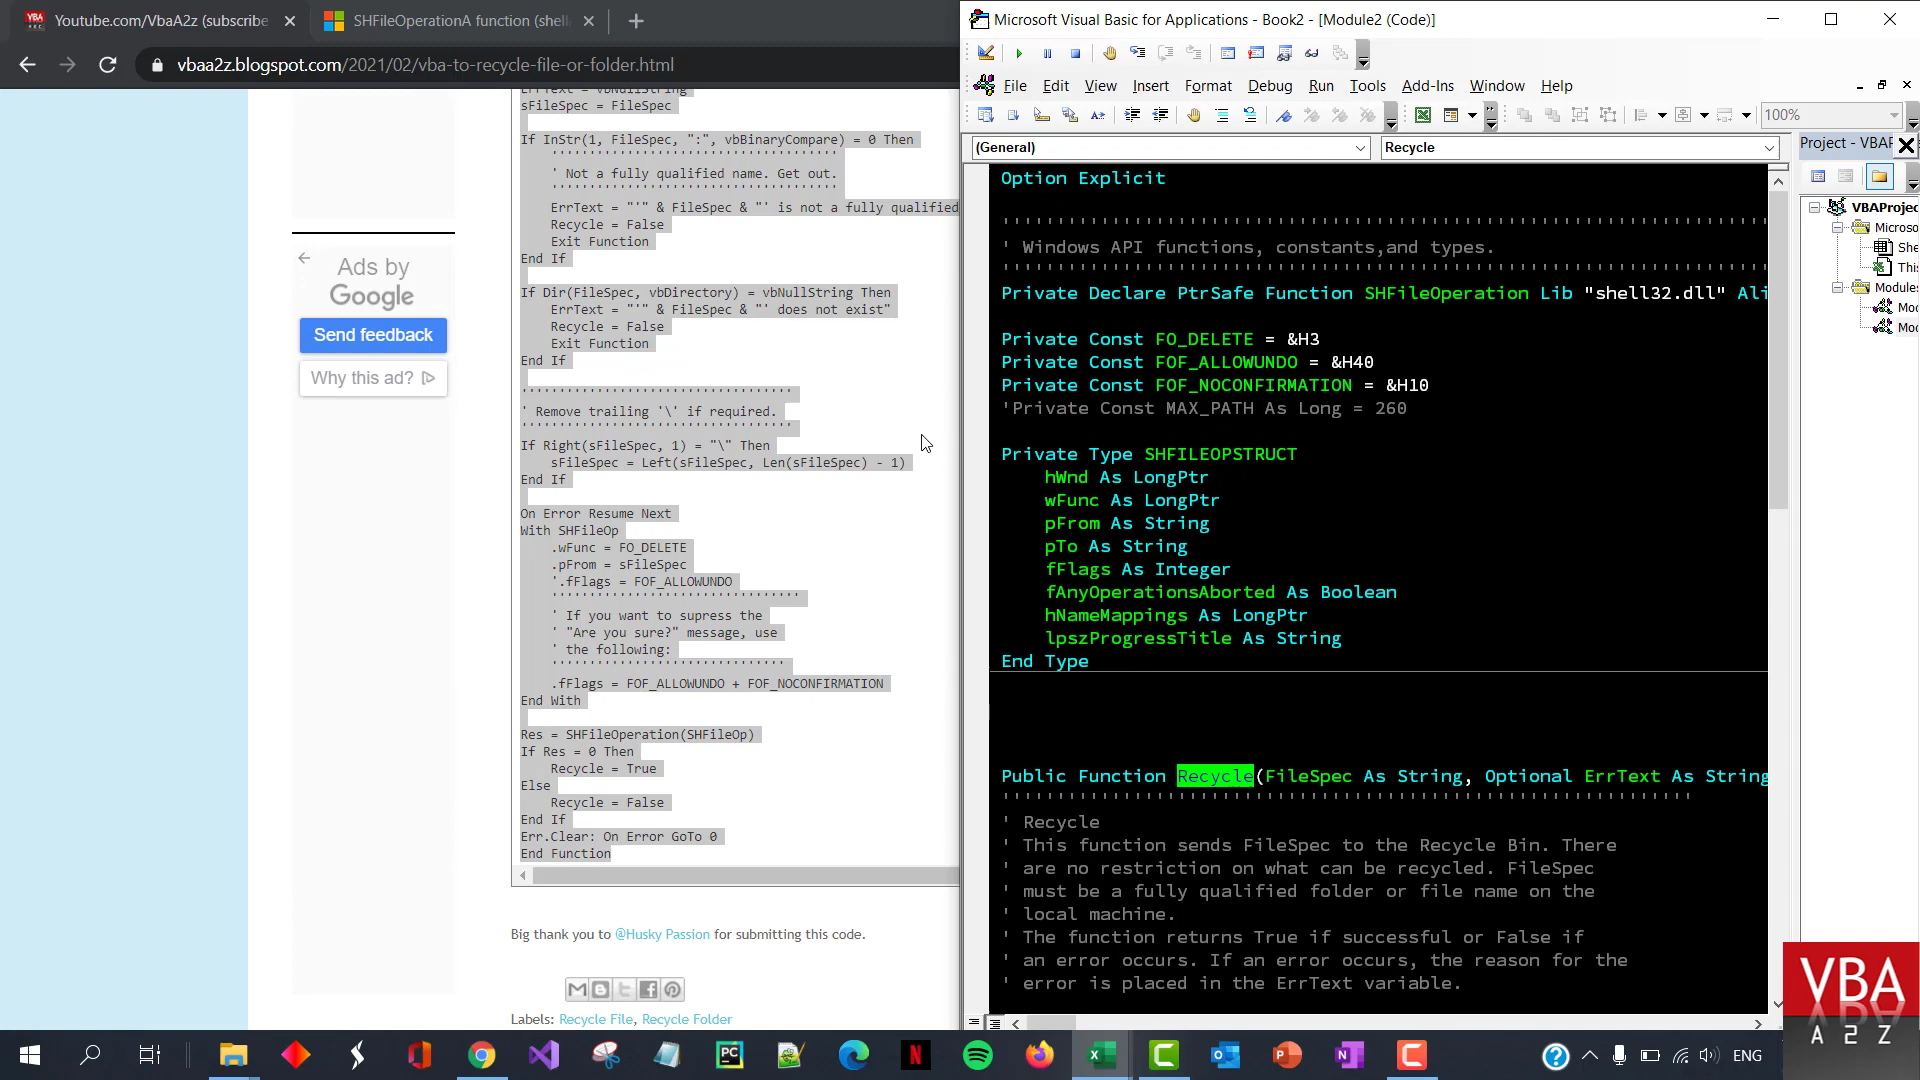 Youtube.com/VbaA2z (subscribe
SHFileOperationA function (shell
vbaa2z.blogspot.com/2021/02/vba-to-recycle-file-or-folder.html
Ads by
Google
Send feedback
Why this ad?
ErrText = vbNullString
sFileSpec = FileSpec
If InStr(1, FileSpec, ":", vbBinaryCompare) = 0 Then
''''''''''''''''''''''''''''''''''''''
' Not a fully qualified name. Get out.
''''''''''''''''''''''''''''''''''''''
ErrText = "'" & FileSpec & "' is not a fully qualified
Recycle = False
Exit Function
End If
If Dir(FileSpec, vbDirectory) = vbNullString Then
ErrText = "'" & FileSpec & "' does not exist"
Recycle = False
Exit Function
End If
''''''''''''''''''''''''''''''''''''
' Remove trailing '\' if required.
''''''''''''''''''''''''''''''''''''
If Right(sFileSpec, 1) = "\" Then
sFileSpec = Left(sFileSpec, Len(sFileSpec) - 1)
End If
On Error Resume Next
With SHFileOp
.wFunc = FO_DELETE
.pFrom = sFileSpec
'.fFlags = FOF_ALLOWUNDO
'''''''''''''''''''''''''''''''''
' If you want to supress the
' "Are you sure?" message, use
' the following:
'''''''''''''''''''''''''''''''
.fFlags = FOF_ALLOWUNDO + FOF_NOCONFIRMATION
End With
Res = SHFileOperation(SHFileOp)
If Res = 0 Then
Recycle = True
Else
Recycle = False
End If
Err.Clear: On Error GoTo 0
End Function
Big thank you to @Husky Passion for submitting this code.
Labels: Recycle File, Recycle Folder
Microsoft Visual Basic for Applications - Book2 - [Module2 (Code)]
File Edit View Insert Format Debug Run Tools Add-Ins Window Help
100%
(General)
Recycle
Option Explicit
' Windows API functions, constants,and types.
Private Declare PtrSafe Function SHFileOperation Lib "shell32.dll" Ali
Private Const FO_DELETE = &H3
Private Const FOF_ALLOWUNDO = &H40
Private Const FOF_NOCONFIRMATION = &H10
'Private Const MAX_PATH As Long = 260
Private Type SHFILEOPSTRUCT
hWnd As LongPtr
wFunc As LongPtr
pFrom As String
pTo As String
fFlags As Integer
fAnyOperationsAborted As Boolean
hNameMappings As LongPtr
lpszProgressTitle As String
End Type
Public Function Recycle(FileSpec As String, Optional ErrText As String
' Recycle
' This function sends FileSpec to the Recycle Bin. There
' are no restriction on what can be recycled. FileSpec
' must be a fully qualified folder or file name on the
' local machine.
' The function returns True if successful or False if
' an error occurs. If an error occurs, the reason for the
' error is placed in the ErrText variable.
Project - VBAP
VBAProjec
Microso
She
This
Modules
Mod
Mod
VBA
A 2 Z
ENG